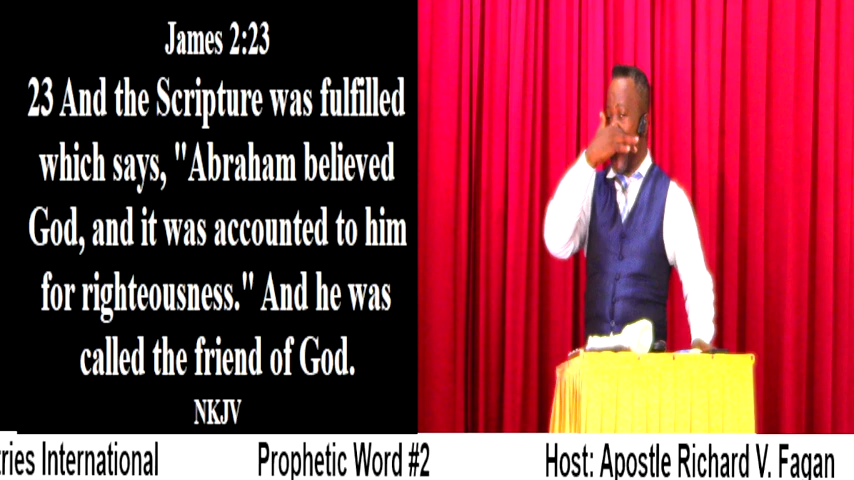 James 2:23
23 And the Scripture was fulfilled
which says, "Abraham believed
God, and it was accounted to him
for righteousness." And he was
called the friend of God.
NKJV
International Prophetic Word #2 Host: Apostle Richard V. Fagan